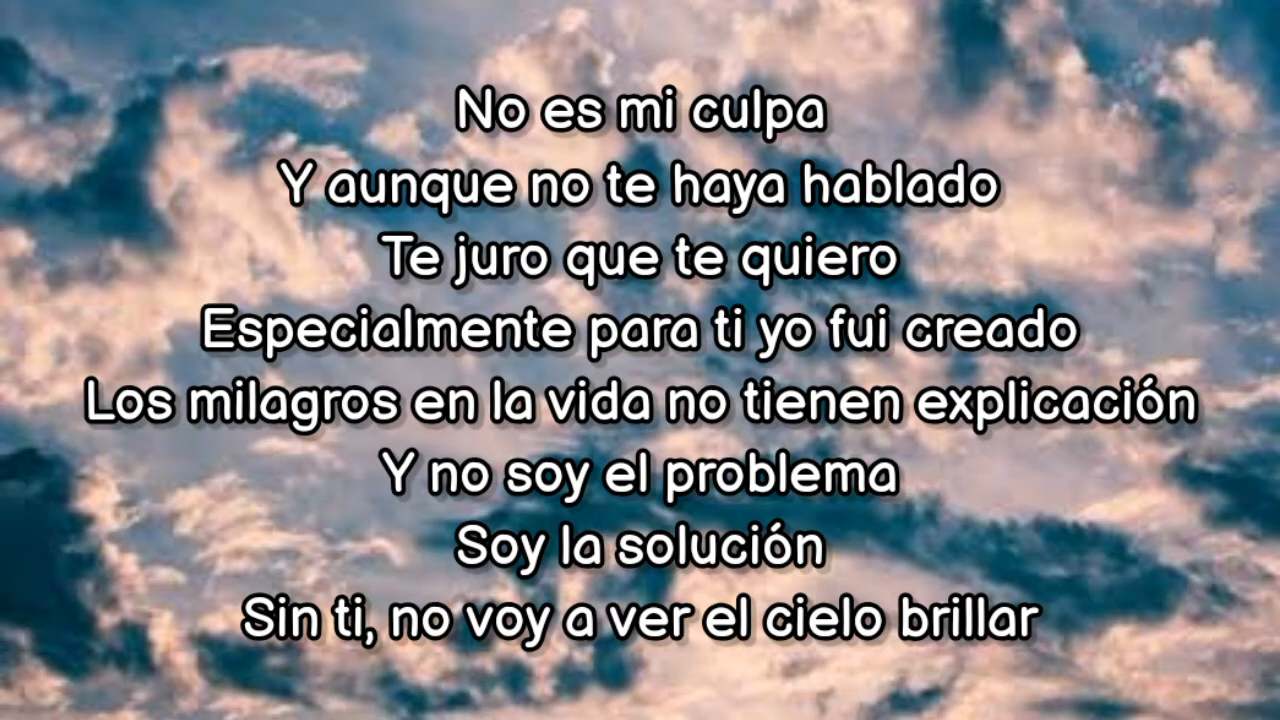 No es mi culpa
Y aunque no te haya hablado
Te juro que te quiero
Especialmente para ti yo fui creado
Los milagros en la vida no tienen explicación
Y no soy el problema
Soy la solución
Sin ti, no voy a ver el cielo brillar